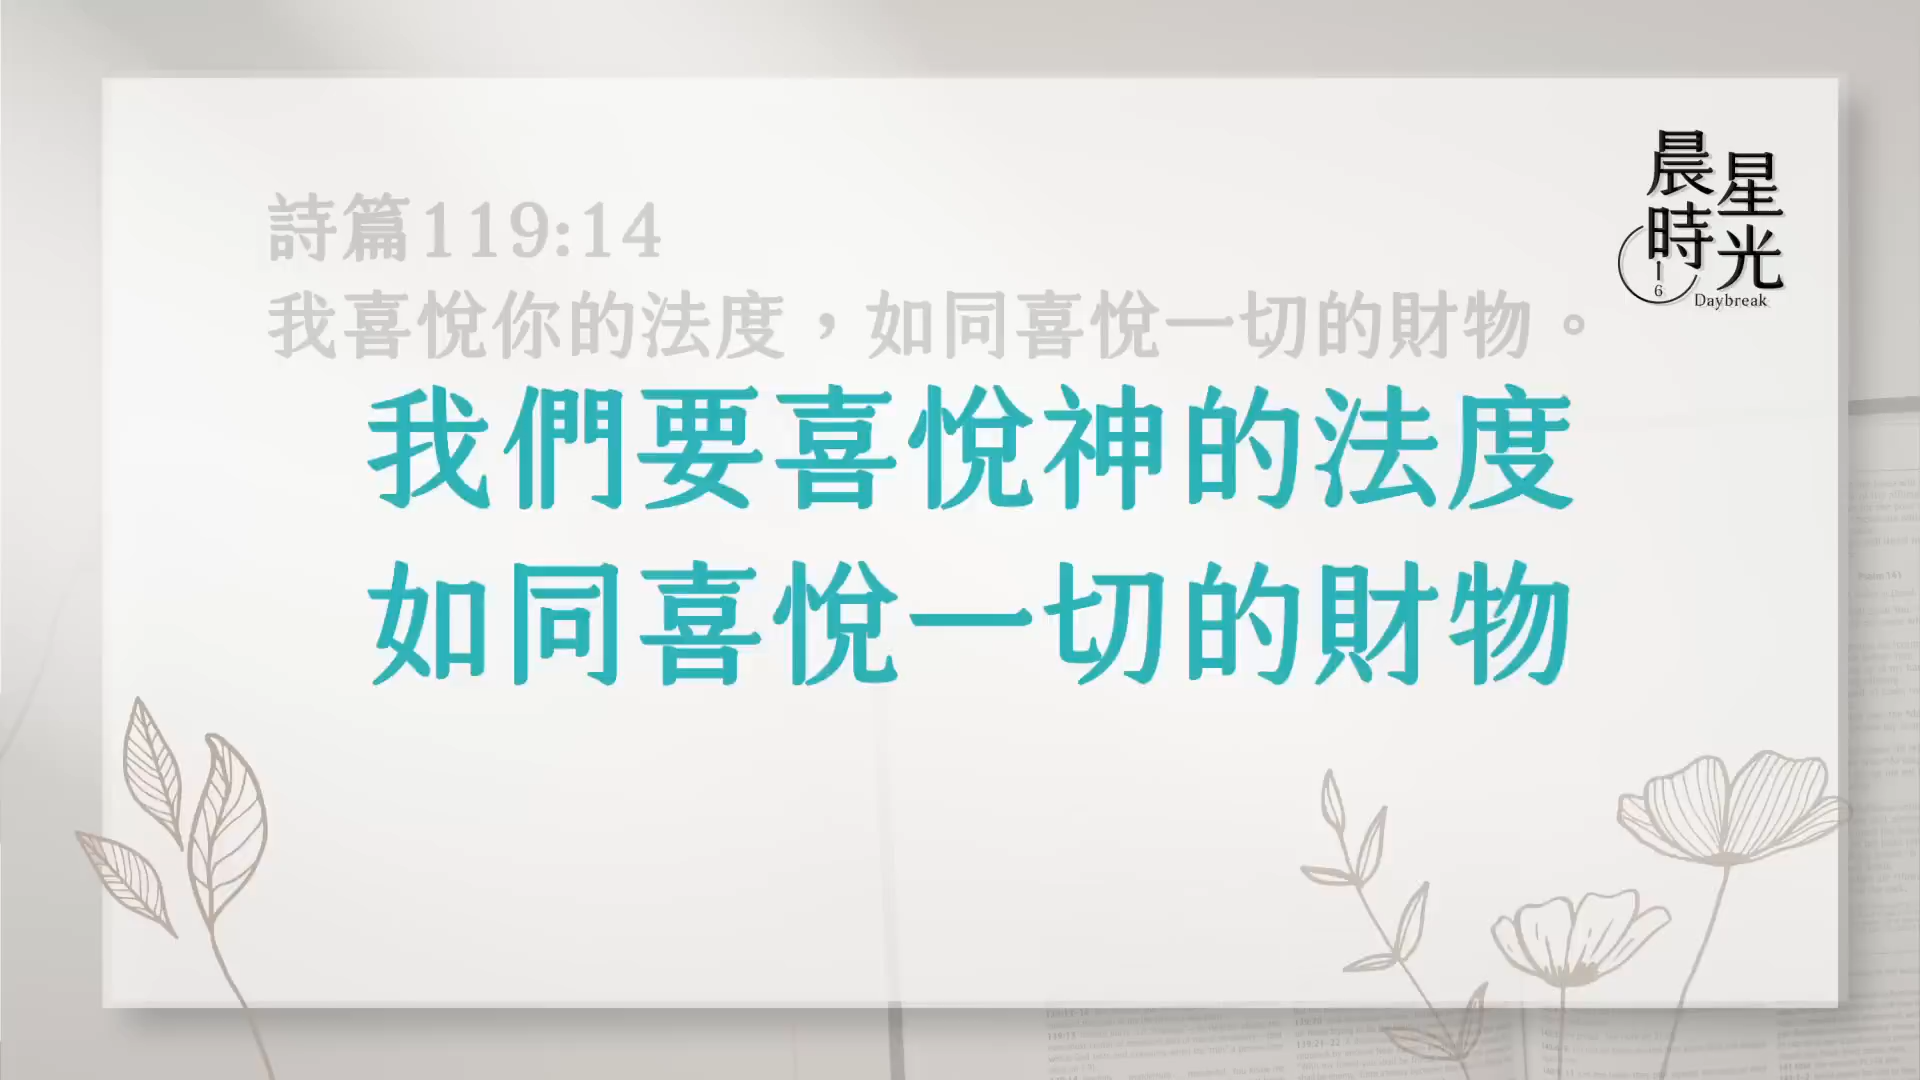 詩篇119:14
我喜悅你的法度，如同喜悅一切的財物。
我們要喜悅神的法度
如同喜悅一切的財物
晨星
時光
6
Daybreak